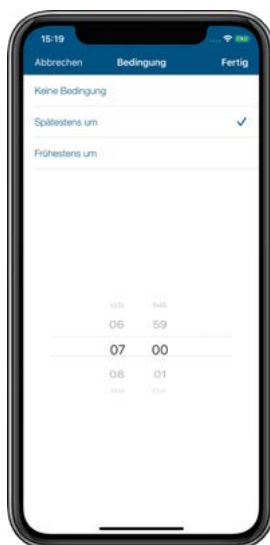 15:19
Abbrechen Bedingung Fertig
Keine Bedingung
Spätestens um
Frühestens um
06 59
07 00
08 01